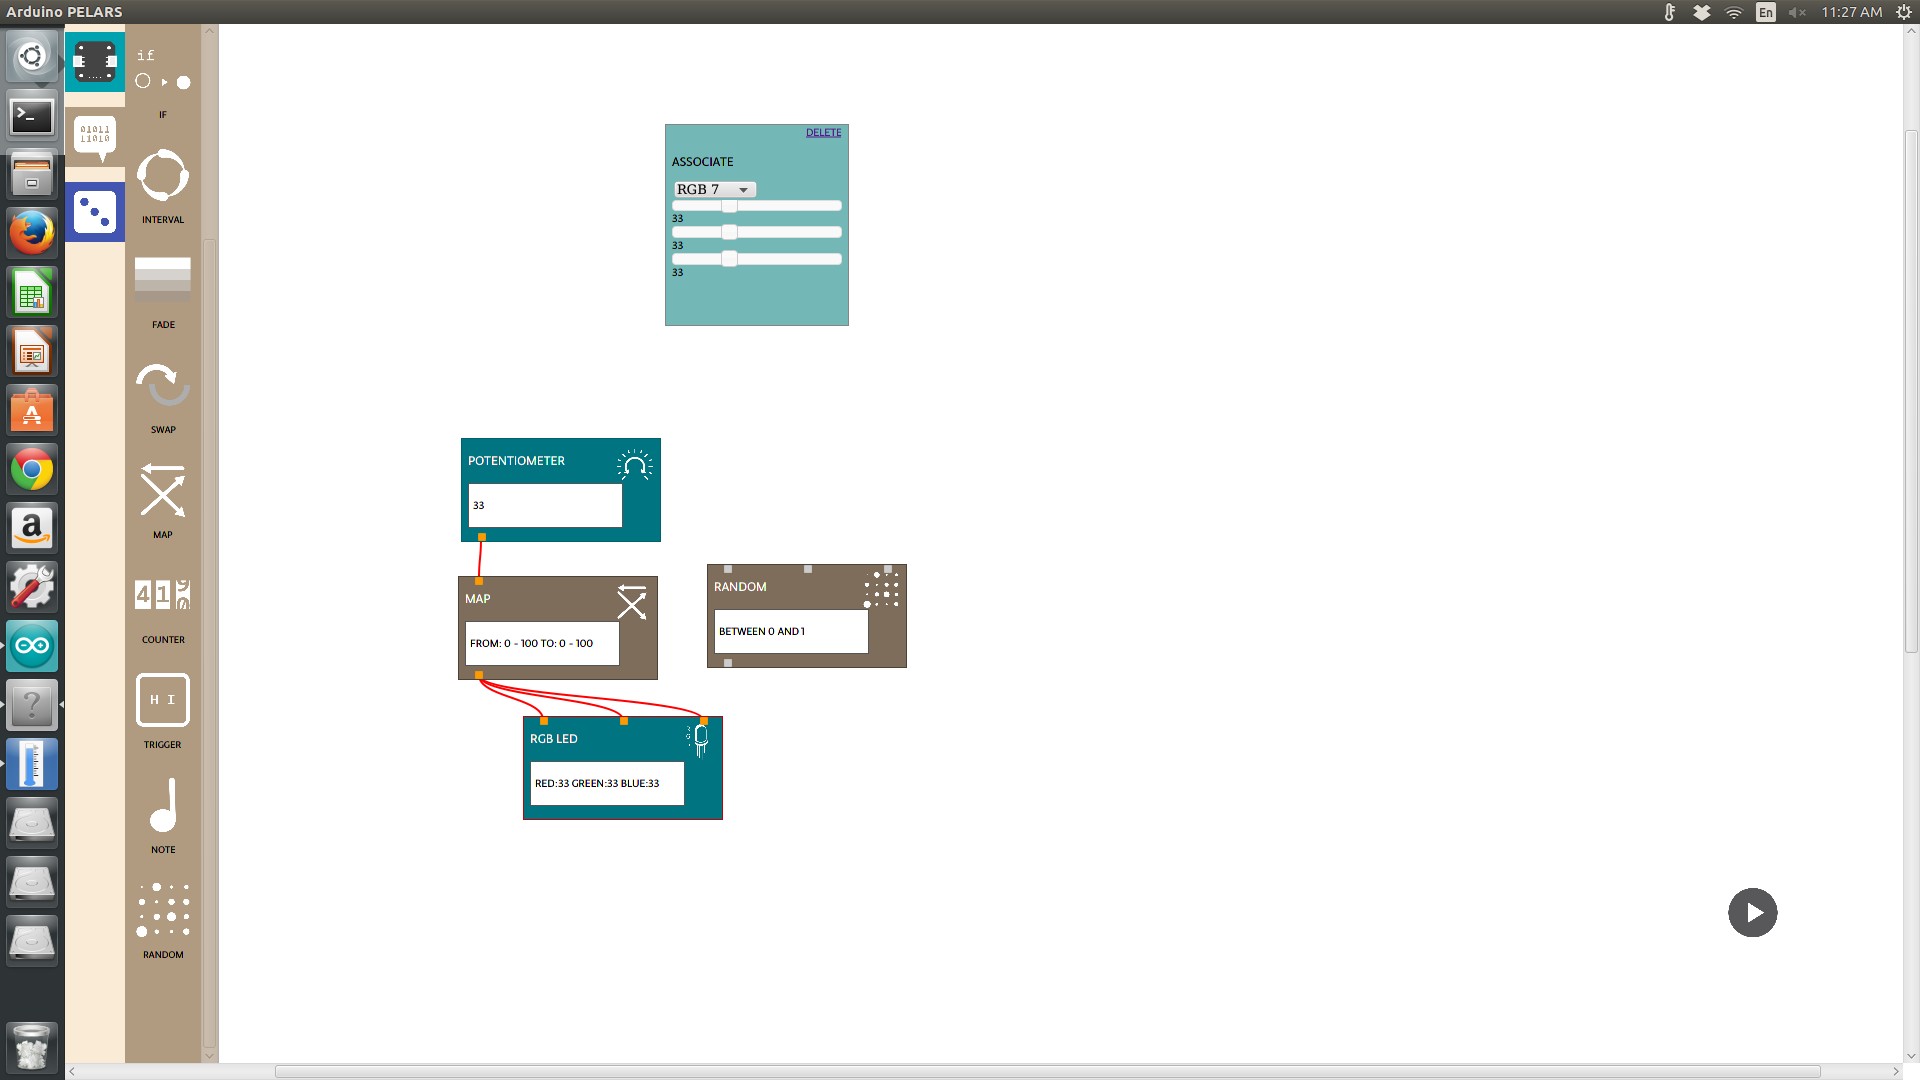 Arduino PELARS
En
11:27 AM
if
IF
INTERVAL
FADE
SWAP
MAP
COUNTER
H I
TRIGGER
NOTE
RANDOM
01011
11010
DELETE
ASSOCIATE
RGB 7
33
33
33
POTENTIOMETER
33
MAP
FROM: 0 - 100 TO: 0 - 100
RANDOM
BETWEEN 0 AND 1
RGB LED
RED:33 GREEN:33 BLUE:33